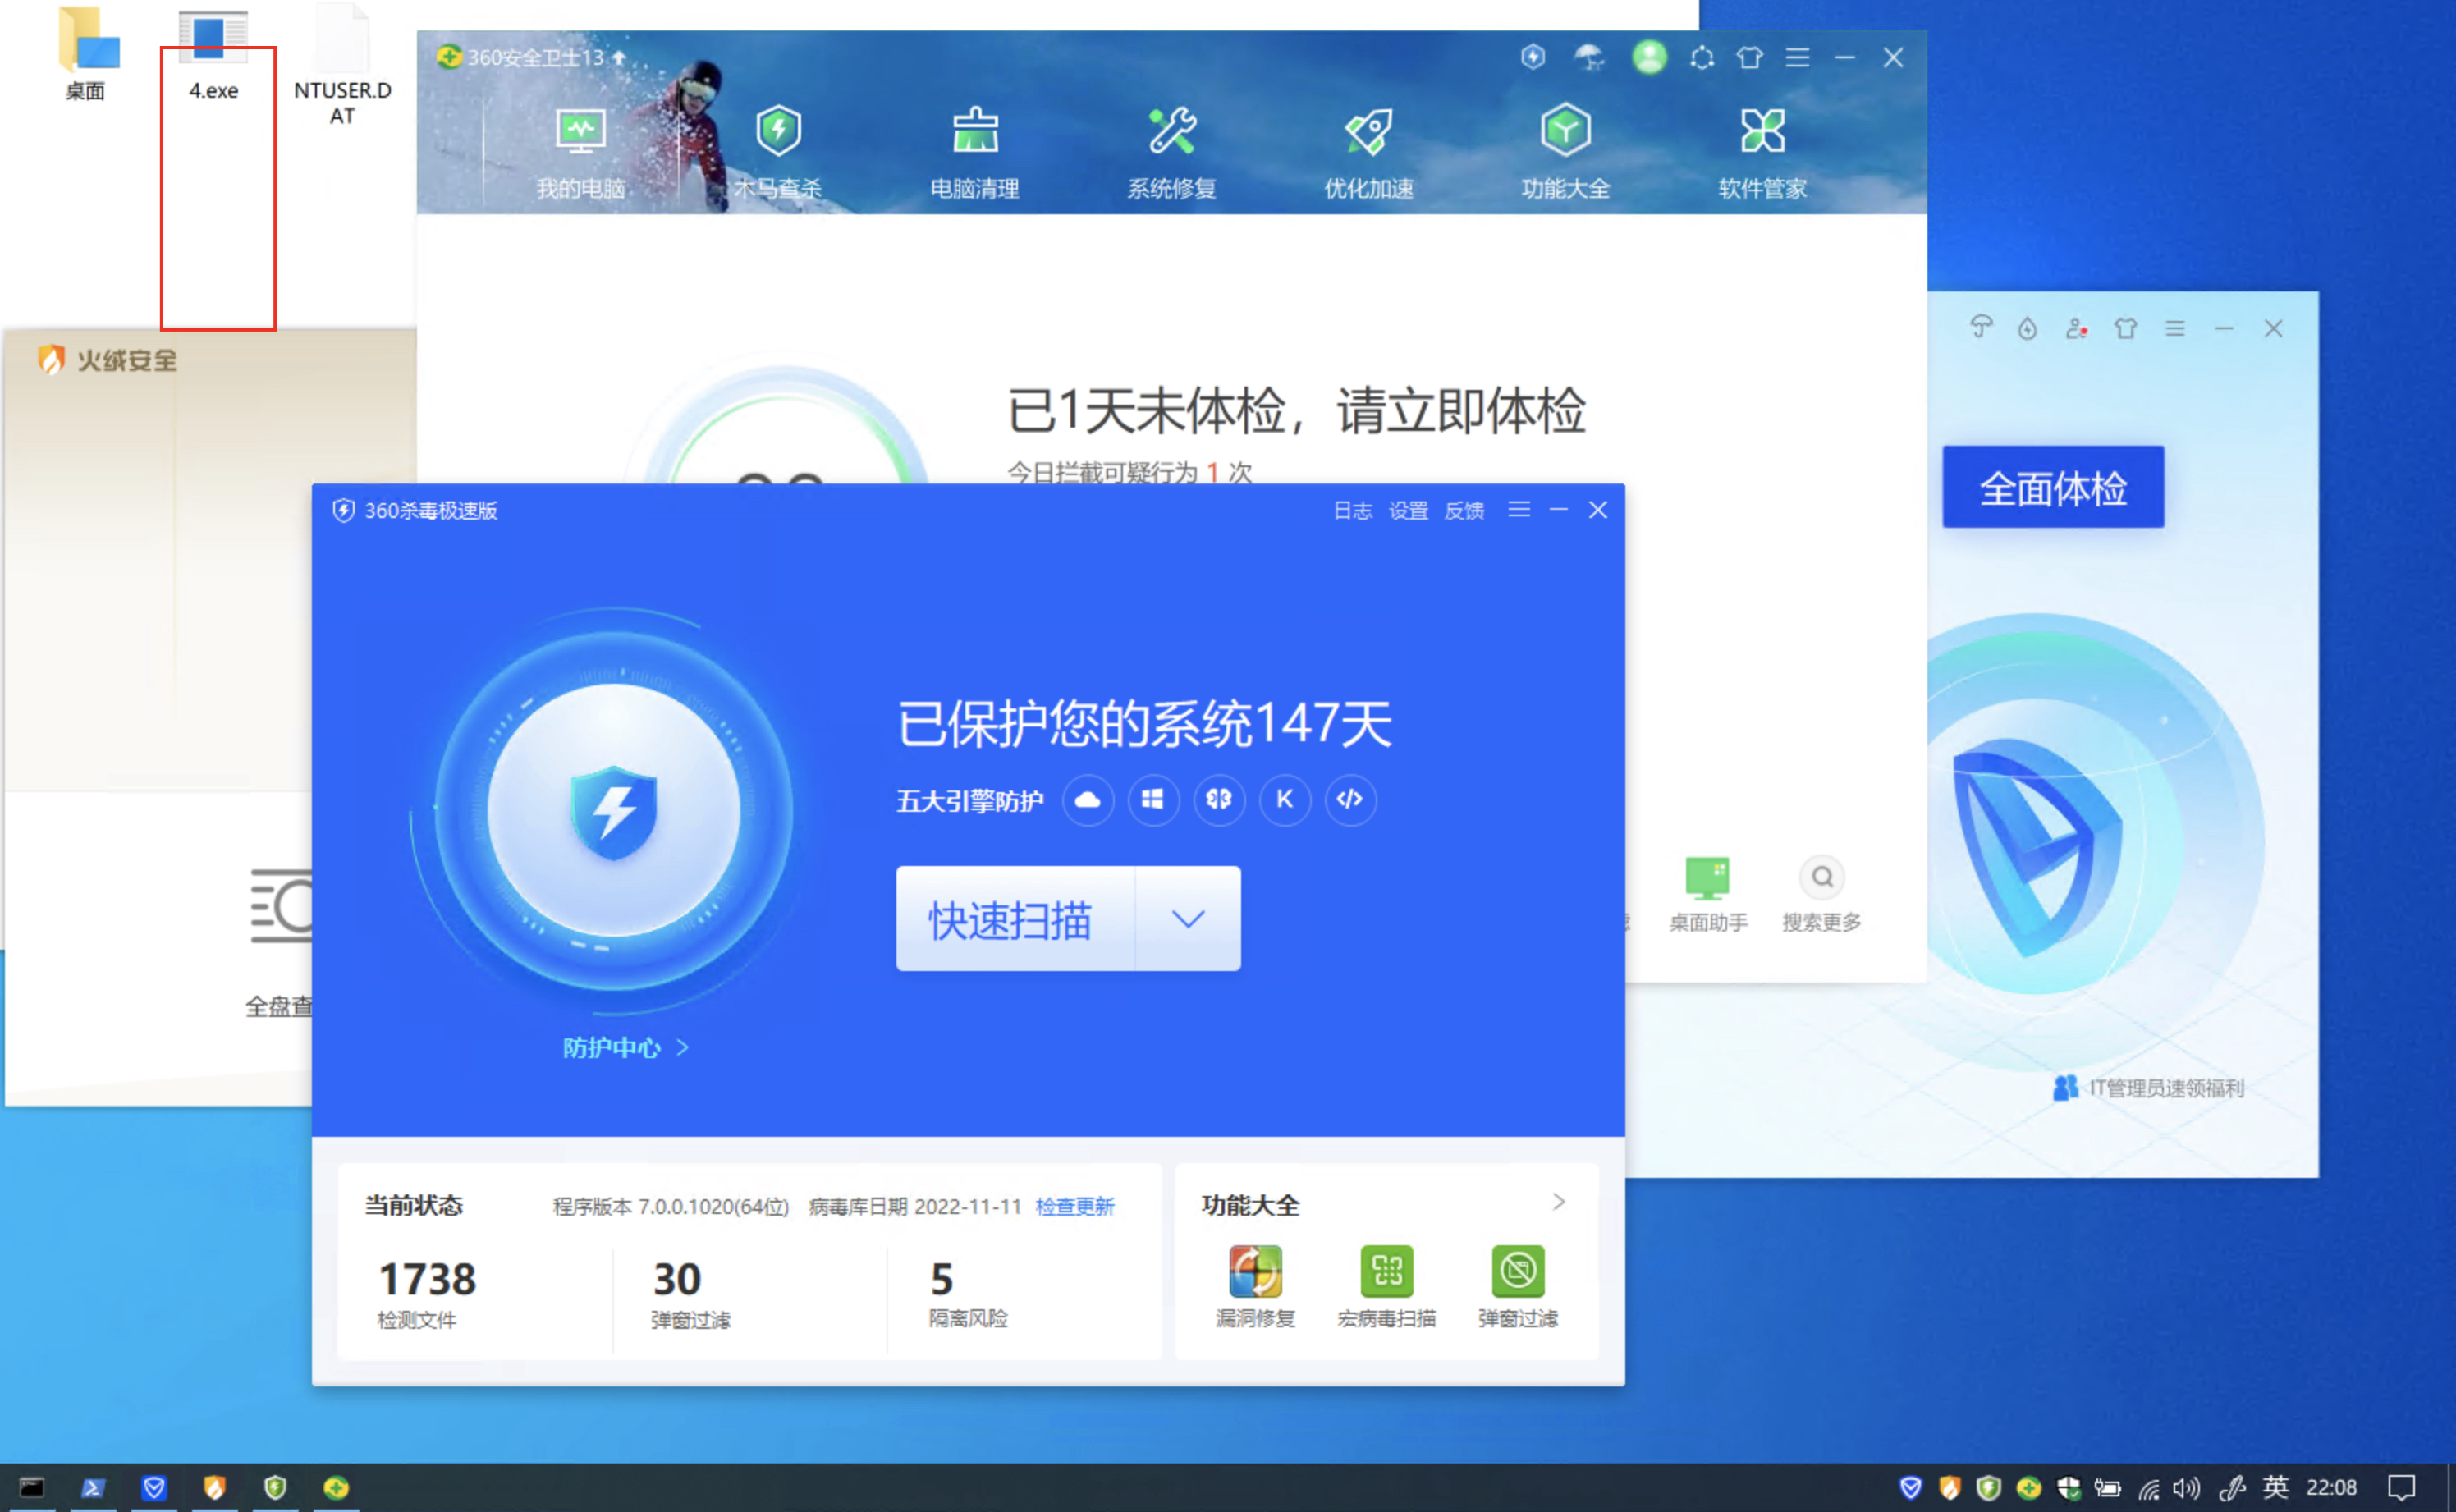 桌面
4.exe
NTUSER.D
AT
360安全卫士13
我的电脑
木马查杀
电脑清理
系统修复
优化加速
功能大全
软件管家
火绒安全
已1天未体检，请立即体检
今日拦截可疑行为 1 次
全面体检
360杀毒极速版
日志 设置 反馈
已保护您的系统147天
五大引擎防护
K
快速扫描
防护中心 >
桌面助手
搜索更多
全盘查
IT管理员速领福利
当前状态
程序版本 7.0.0.1020(64位) 病毒库日期 2022-11-11 检查更新
1738
检测文件
30
弹窗过滤
5
隔离风险
功能大全
漏洞修复
宏病毒扫描
弹窗过滤
英 22:08